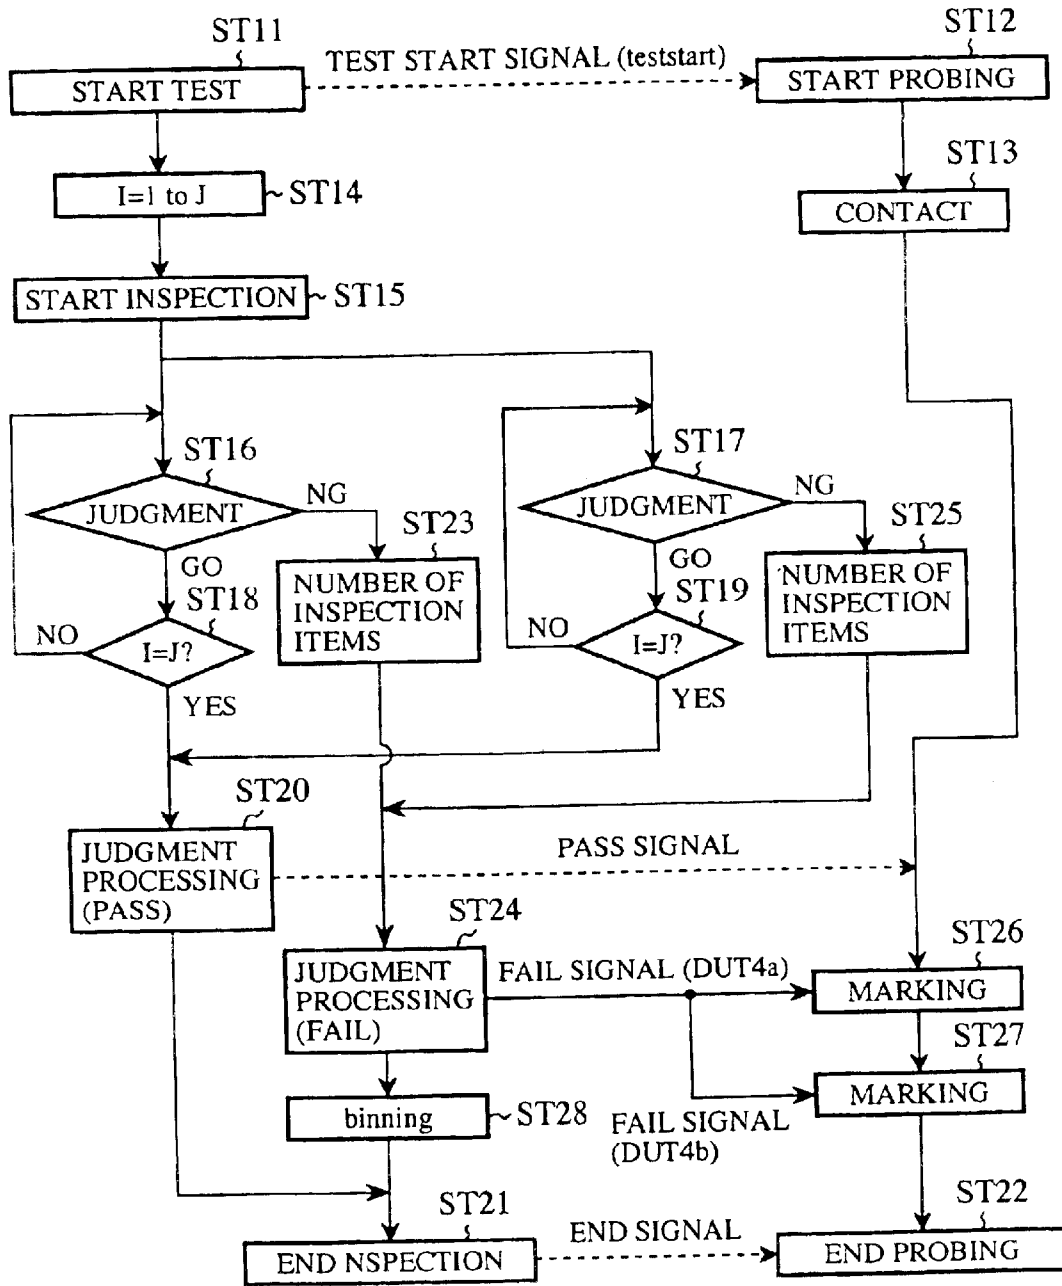 ST11
TEST START SIGNAL (teststart)
ST12
START TEST
START PROBING
ST13
I=1 to J
ST14
CONTACT
START INSPECTION
ST15
ST16
ST17
JUDGMENT
NG
JUDGMENT
NG
ST23
ST25
GO
GO
ST18
ST19
NUMBER OF
INSPECTION
ITEMS
NUMBER OF
INSPECTION
ITEMS
NO
I=J?
NO
I=J?
YES
YES
ST20
JUDGMENT
PROCESSING
(PASS)
PASS SIGNAL
ST24
ST26
JUDGMENT
PROCESSING
(FAIL)
FAIL SIGNAL (DUT4a)
MARKING
ST27
MARKING
binning
ST28
FAIL SIGNAL
(DUT4b)
ST21
ST22
END NSPECTION
END SIGNAL
END PROBING